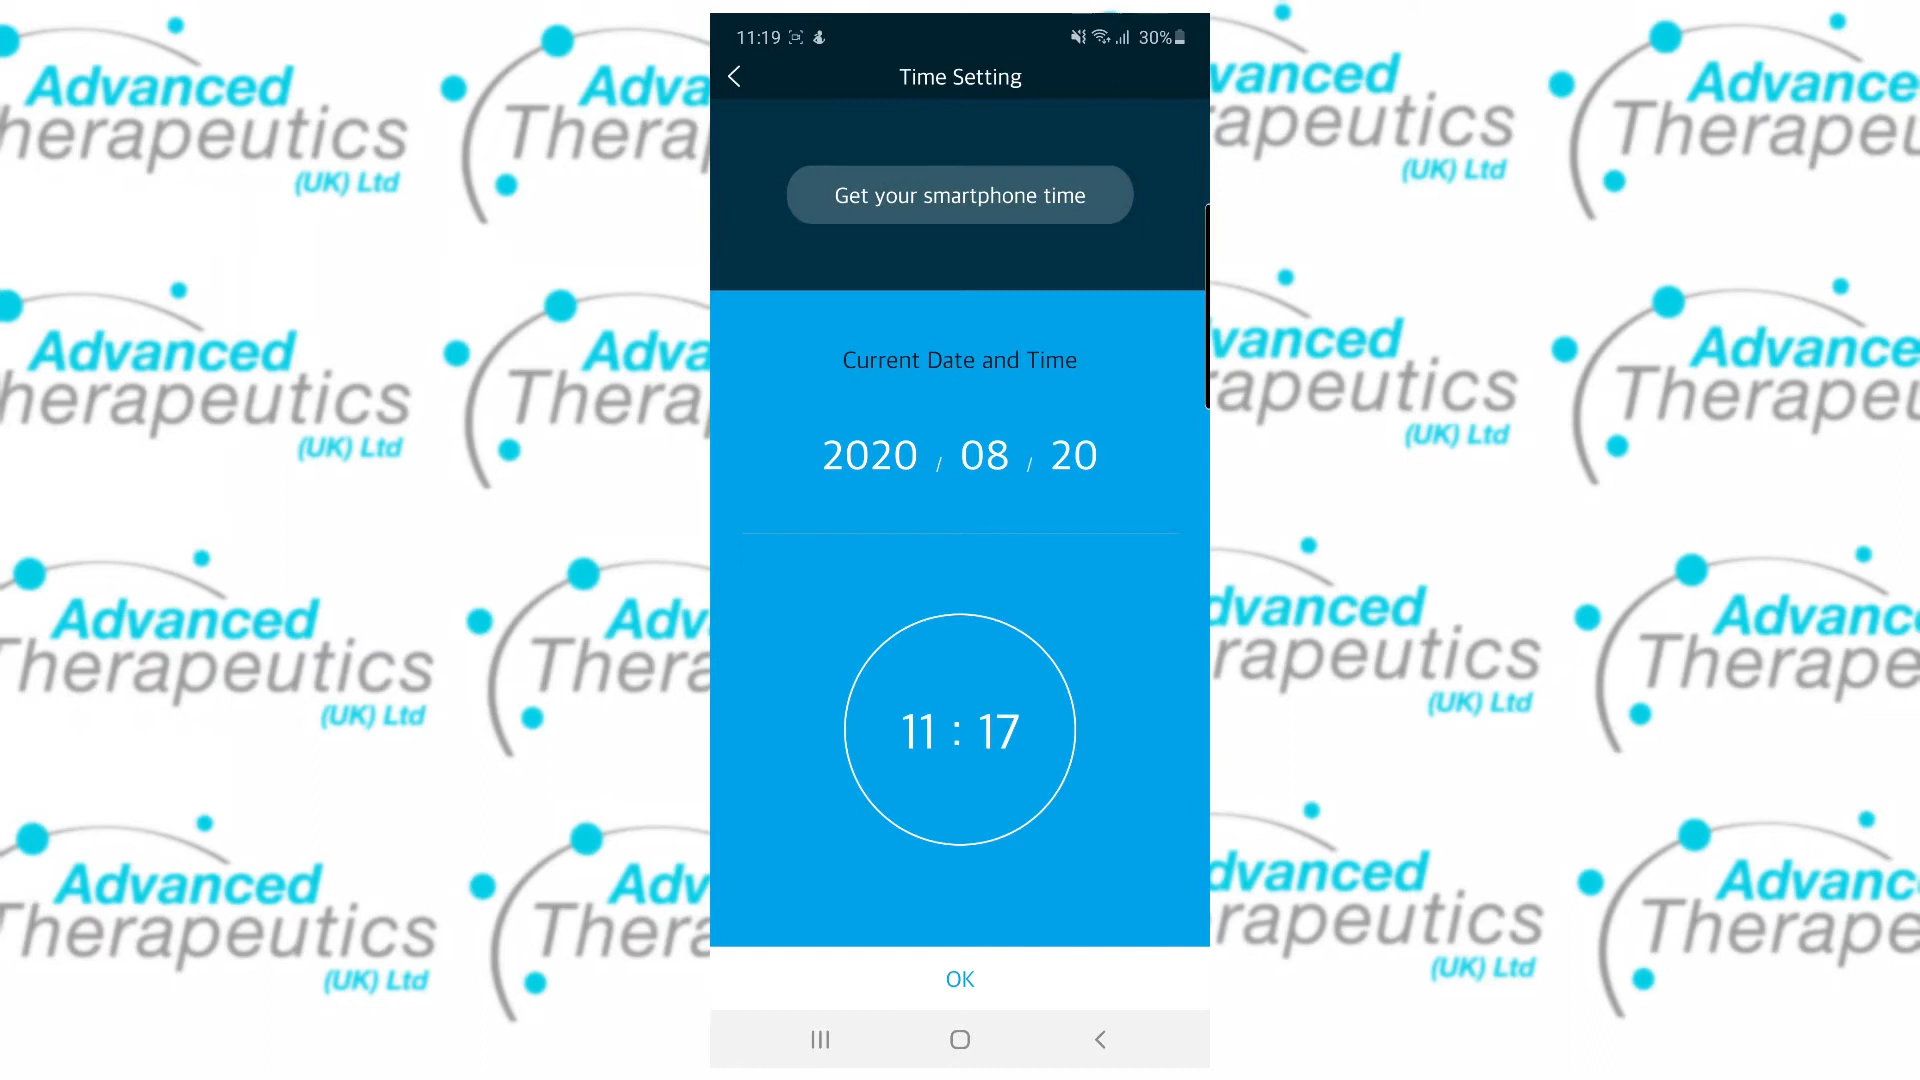 11:19
30%
Time Setting
Get your smartphone time
Current Date and Time
2020 / 08 / 20
11 : 17
OK
Advanced
Therapeutics
(UK) Ltd